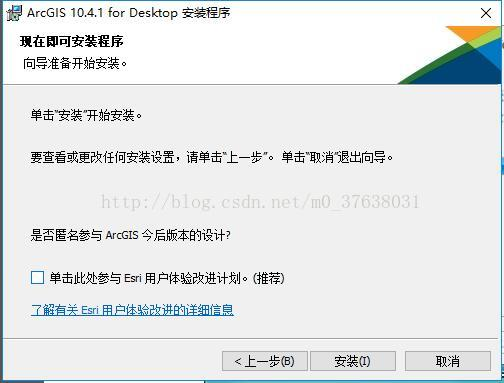 ArcGIS 10.4.1 for Desktop 安装程序
现在即可安装程序
向导准备开始安装。
单击“安装”开始安装。
要查看或更改任何安装设置，请单击“上一步”。 单击“取消”退出向导。
http://blog.csdn.net/m0_37638031
是否匿名参与 ArcGIS 今后版本的设计?
单击此处参与 Esri 用户体验改进计划。(推荐)
了解有关 Esri 用户体验改进的详细信息
< 上一步(B) 安装(I) 取消